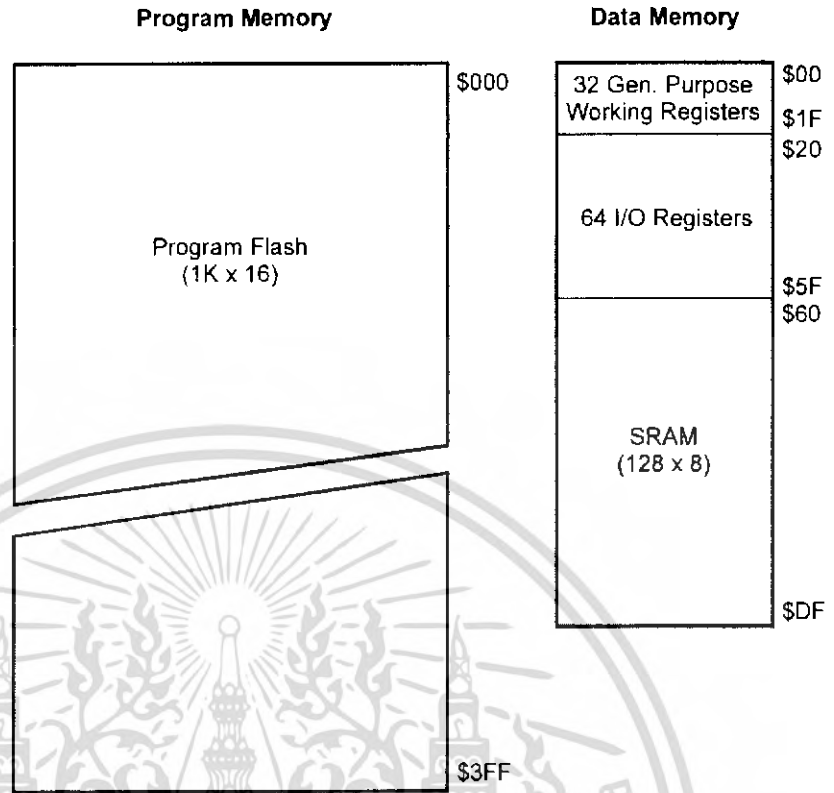 Program Memory
$000
Program Flash
(1K x 16)
$3FF
Data Memory
32 Gen. Purpose
Working Registers
$00
$1F
$20
64 I/O Registers
$5F
$60
SRAM
(128 x 8)
$DF